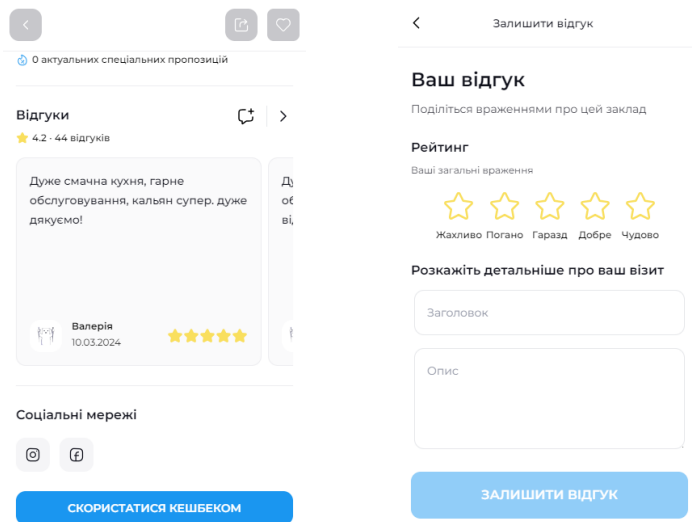 0 актуальних спеціальних пропозицій
Відгуки
4.2 · 44 відгуків
Дуже смачна кухня, гарне
обслуговування, кальян супер. дуже
дякуємо!
Валерія
10.03.2024
Соціальні мережі
СКОРИСТАТИСЯ КЕШБЕКОМ
Залишити відгук
Ваш відгук
Поділіться враженнями про цей заклад
Рейтинг
Ваші загальні враження
Жахливо Погано Гаразд Добре Чудово
Розкажіть детальніше про ваш візит
Заголовок
Опис
ЗАЛИШИТИ ВІДГУК